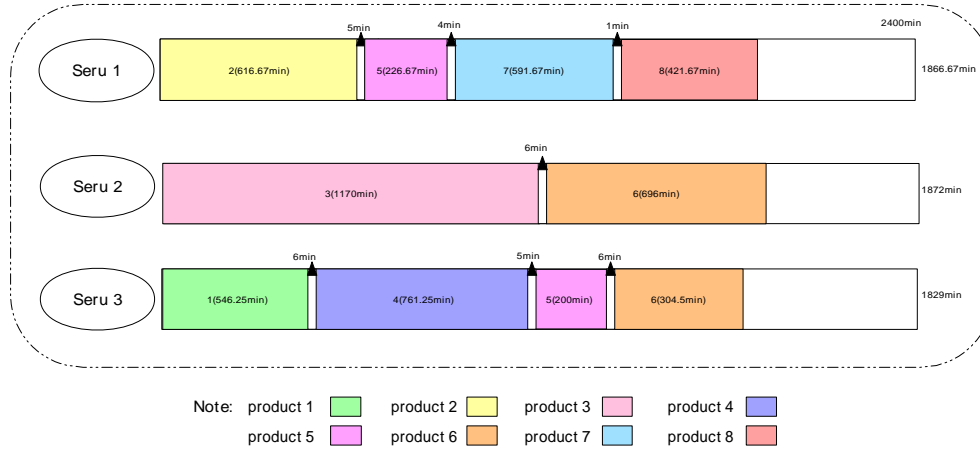 2400min
5min 4min 1min
Seru 1 2(616.67min) 5(226.67min) 7(591.67min) 8(421.67min) 1866.67min
6min
Seru 2 3(1170min) 6(696min) 1872min
6min 5min 6min
Seru 3 1(546.25min) 4(761.25min) 5(200min) 6(304.5min) 1829min
Note: product 1 product 2 product 3 product 4
product 5 product 6 product 7 product 8